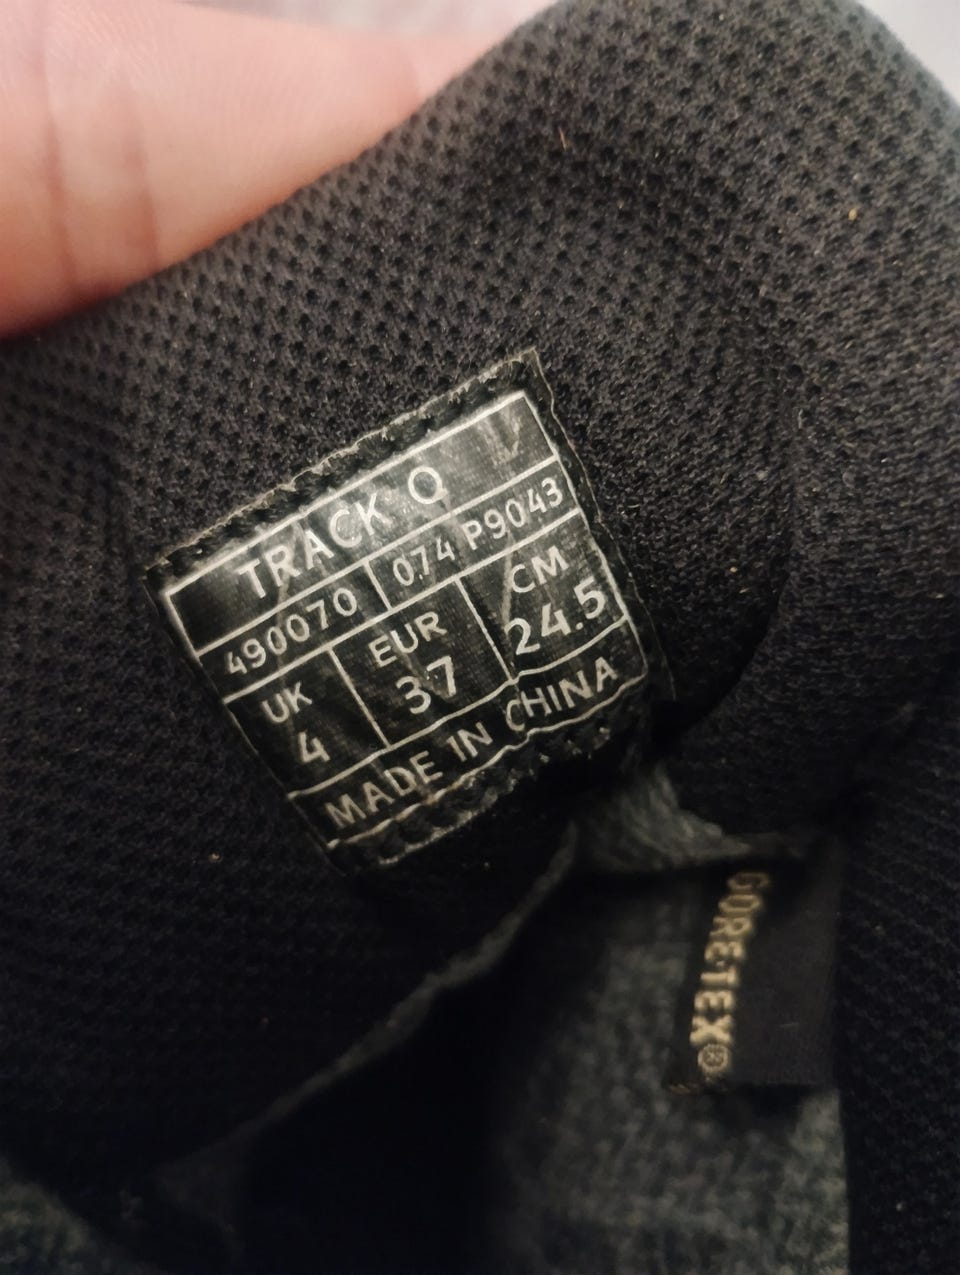 TRACK Q
490070 074 P9043
UK EUR CM
4 37 24.5
MADE IN CHINA
GORE-TEX®